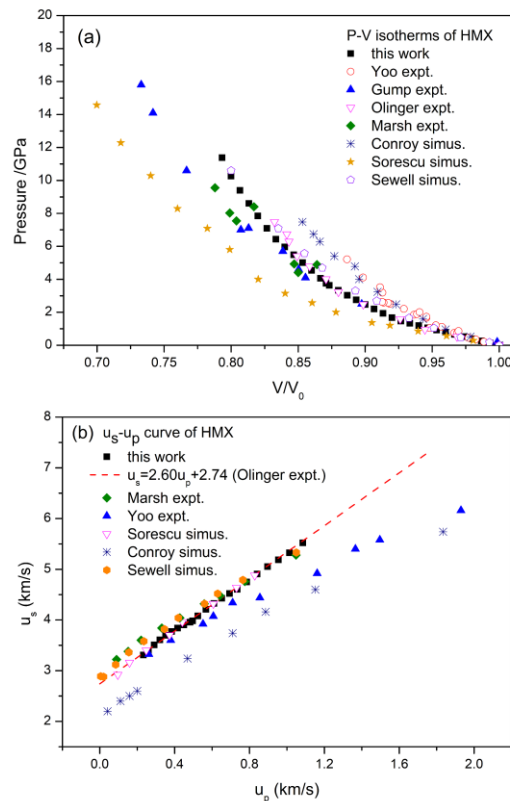 (a)
P-V isotherms of HMX
this work
Yoo expt.
Gump expt.
Olinger expt.
Marsh expt.
Conroy simus.
Sorescu simus.
Sewell simus.
Pressure /GPa
20
18
16
14
12
10
8
6
4
2
0
0.70
0.75
0.80
0.85
0.90
0.95
1.00
V/V₀
(b) uₛ-uₚ curve of HMX
this work
uₛ=2.60uₚ+2.74 (Olinger expt.)
Marsh expt.
Yoo expt.
Sorescu simus.
Conroy simus.
Sewell simus.
uₛ (km/s)
8
7
6
5
4
3
2
1
0.0
0.4
0.8
1.2
1.6
2.0
uₚ (km/s)